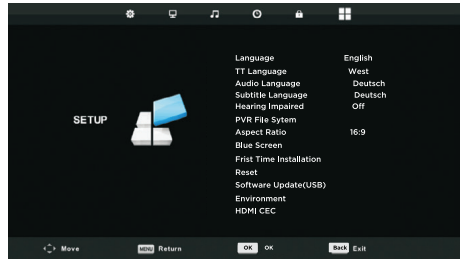 SETUP
Language English
TT Language West
Audio Language Deutsch
Subtitle Language Deutsch
Hearing Impaired Off
PVR File Sytem
Aspect Ratio 16:9
Blue Screen
Frist Time Installation
Reset
Software Update(USB)
Environment
HDMI CEC
Move MENU Return OK OK Back Exit